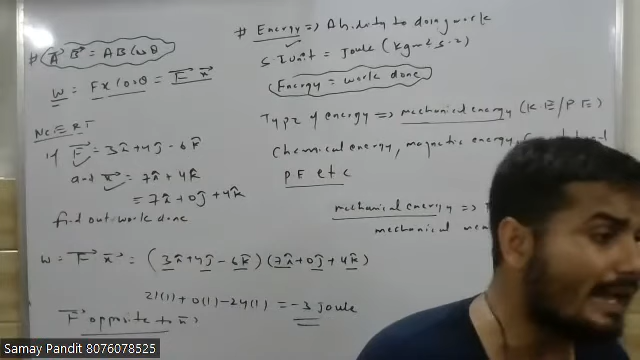 # A⃗ B⃗ = AB Cosθ
W = Fx Cosθ = F⃗ x⃗
NCERT
if F⃗ = 3î + 4ĵ - 6k̂
and x⃗ = 7î + 4k̂
= 7î + 0ĵ + 4k̂
find out work done
W = F⃗ x⃗ = (3î + 4ĵ - 6k̂) (7î + 0ĵ + 4k̂)
21(1) + 0(1) - 24(1) = -3 Joule
F⃗ opposite to x⃗
# Energy => Ability to doing work
S I Unit = Joule (kgm2 s-2)
Energy = work done
Type of energy => mechanical energy (K E / P E)
Chemical energy, magnetic energy,
P E etc
mechanical energy =>
mechanical
Samay Pandit 8076078525